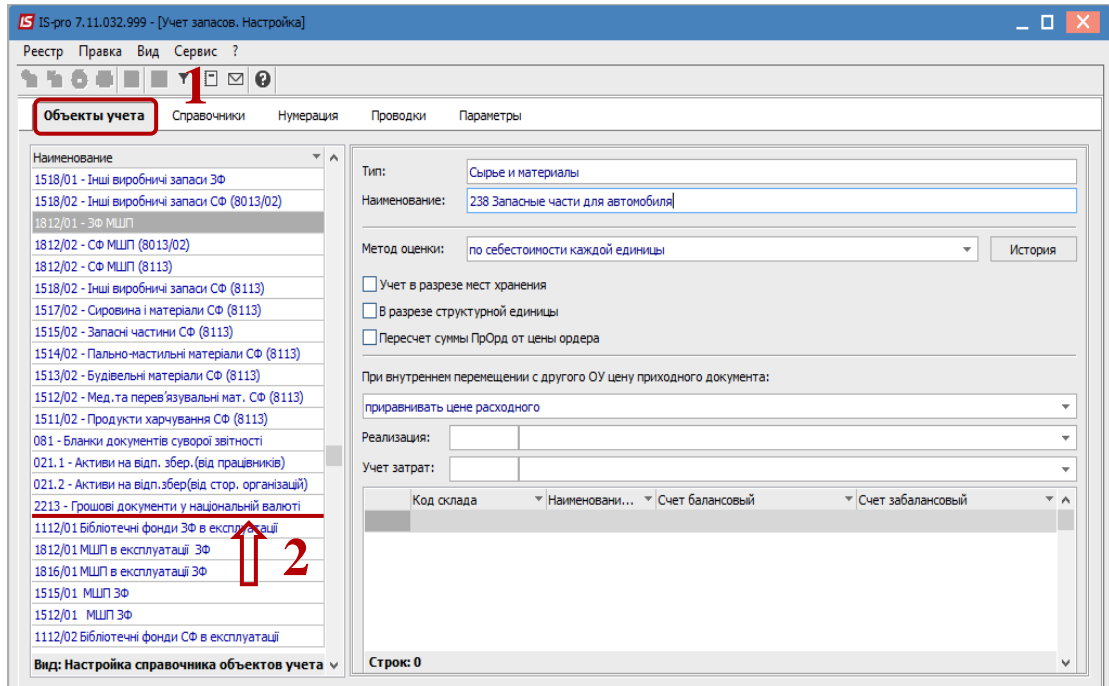 IS-pro 7.11.032.999 - [Учет запасов. Настройка]
Реестр Правка Вид Сервис ?
1
Объекты учета Справочники Нумерация Проводки Параметры
Наименование
1518/01 - Інші виробничі запаси ЗФ
1518/02 - Інші виробничі запаси СФ (8013/02)
1812/01 - ЗФ МШП
1812/02 - СФ МШП (8013/02)
1812/02 - СФ МШП (8113)
1518/02 - Інші виробничі запаси СФ (8113)
1517/02 - Сировина і матеріали СФ (8113)
1515/02 - Запасні частини СФ (8113)
1514/02 - Пально-мастильні матеріали СФ (8113)
1513/02 - Будівельні матеріали СФ (8113)
1512/02 - Мед.та перев'язувальні мат. СФ (8113)
1511/02 - Продукти харчування СФ (8113)
081 - Бланки документів суворої звітності
021.1 - Активи на відп. збер.(від працівників)
021.2 - Активи на відп.збер(від стор. організацій)
2213 - Грошові документи у національній валюті
1112/01 Бібліотечні фонди ЗФ в експлуатації
1812/01 МШП в експлуатації ЗФ
1816/01 МШП в експлуатації ЗФ
1515/01 МШП ЗФ
1512/01 МШП ЗФ
1112/02 Бібліотечні фонди СФ в експлуатації
Вид: Настройка справочника объектов учета
2
Тип: Сырье и материалы
Наименование: 238 Запасные части для автомобиля
Метод оценки: по себестоимости каждой единицы История
Учет в разрезе мест хранения
В разрезе структурной единицы
Пересчет суммы ПрОрд от цены ордера
При внутреннем перемещении с другого ОУ цену приходного документа:
приравнивать цене расходного
Реализация:
Учет затрат:
Код склада Наименовани... Счет балансовый Счет забалансовый
Строк: 0